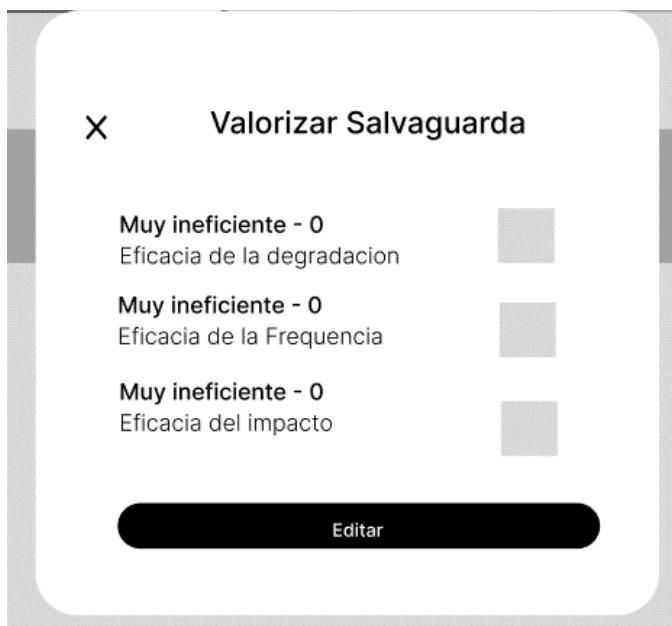 Valorizar Salvaguarda
Muy ineficiente - 0
Eficacia de la degradacion
Muy ineficiente - 0
Eficacia de la Frequencia
Muy ineficiente - 0
Eficacia del impacto
Editar